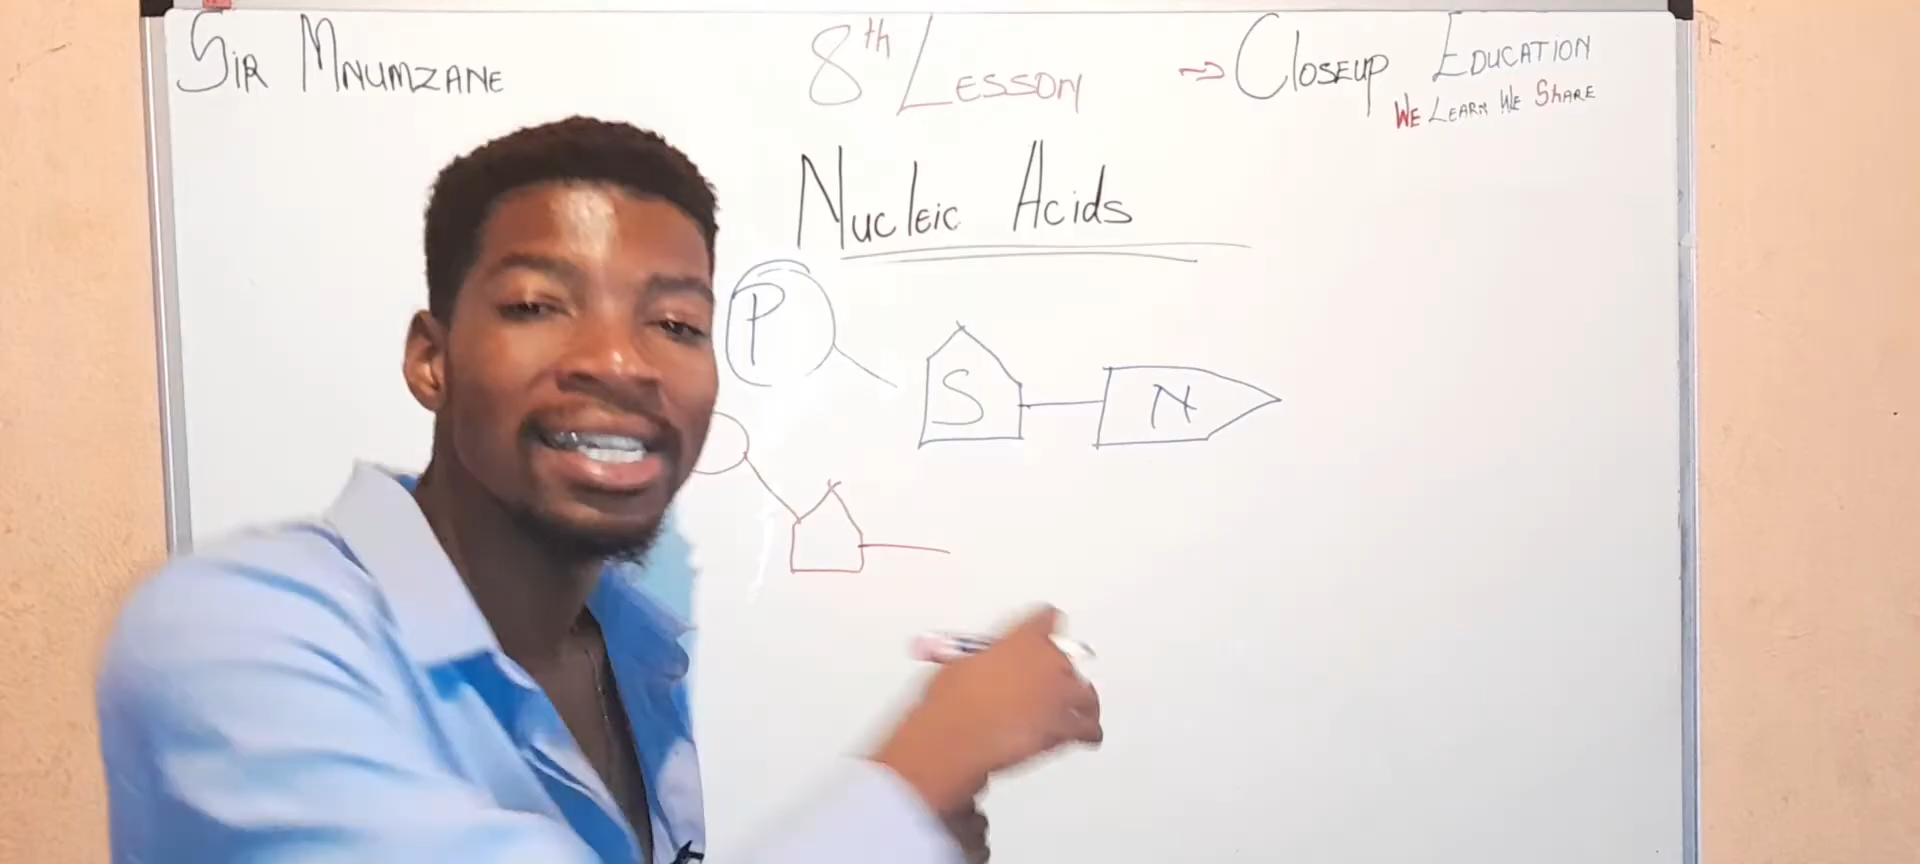 Sir Mnumzane
8th Lesson
→ Closeup Education
We Learn We Share
Nucleic Acids
P
S
N